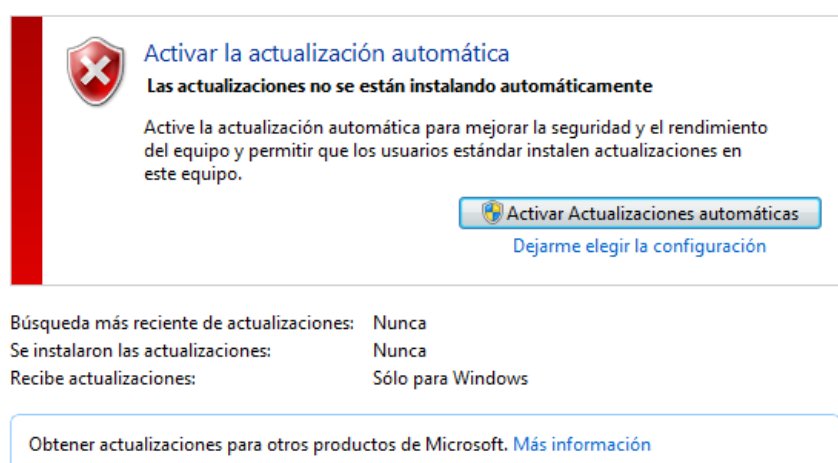 Activar la actualización automática
Las actualizaciones no se están instalando automáticamente
Active la actualización automática para mejorar la seguridad y el rendimiento
del equipo y permitir que los usuarios estándar instalen actualizaciones en
este equipo.
Activar Actualizaciones automáticas
Dejarme elegir la configuración
Búsqueda más reciente de actualizaciones: Nunca
Se instalaron las actualizaciones: Nunca
Recibe actualizaciones: Sólo para Windows
Obtener actualizaciones para otros productos de Microsoft. Más información